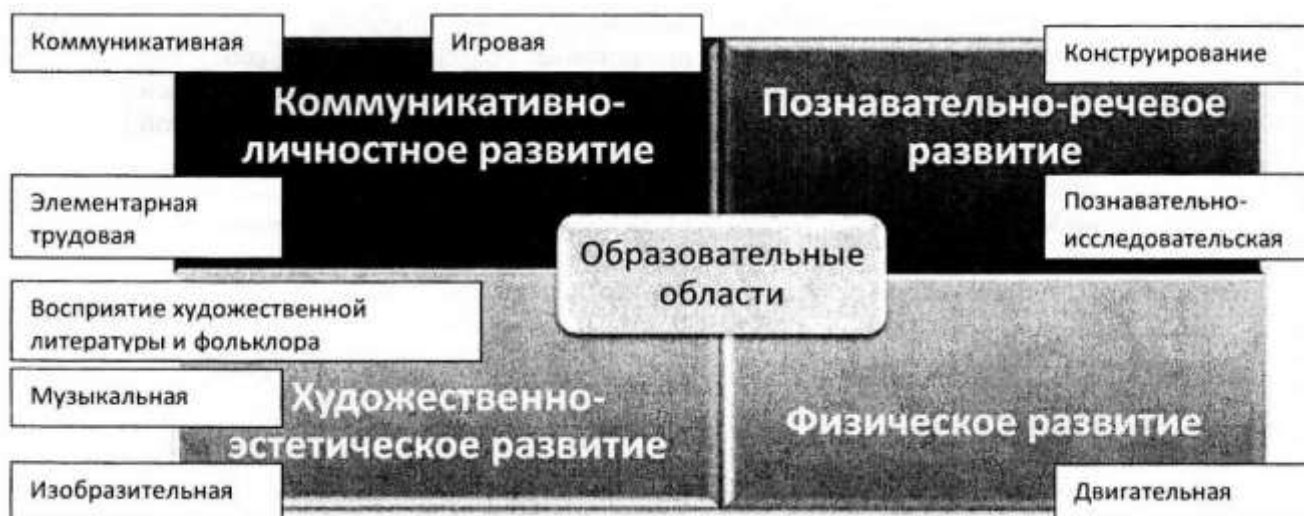 Коммуникативная
Игровая
Конструирование
Коммуникативно-
личностное развитие
Познавательно-речевое
развитие
Элементарная
трудовая
Познавательно-
исследовательская
Образовательные
области
Восприятие художественной
литературы и фольклора
Музыкальная
Художественно-
эстетическое развитие
Физическое развитие
Изобразительная
Двигательная